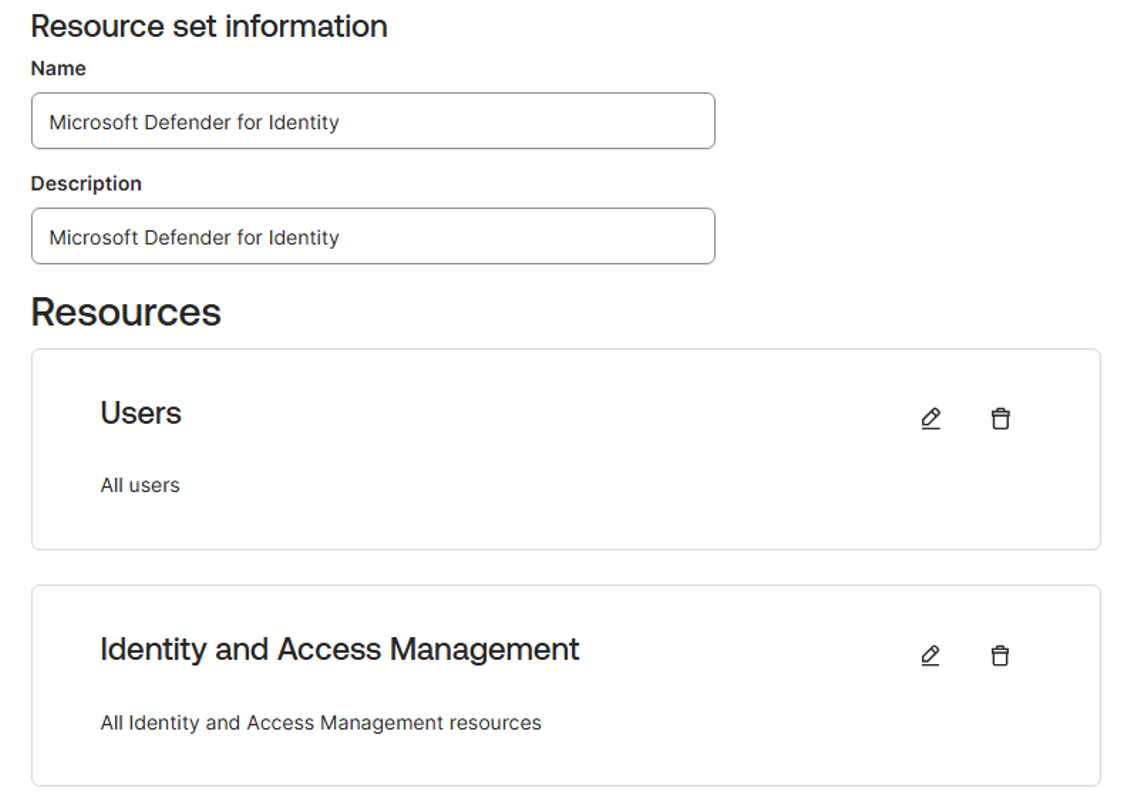 Resource set information
Name
Microsoft Defender for Identity
Description
Microsoft Defender for Identity
Resources
Users
All users
Identity and Access Management
All Identity and Access Management resources